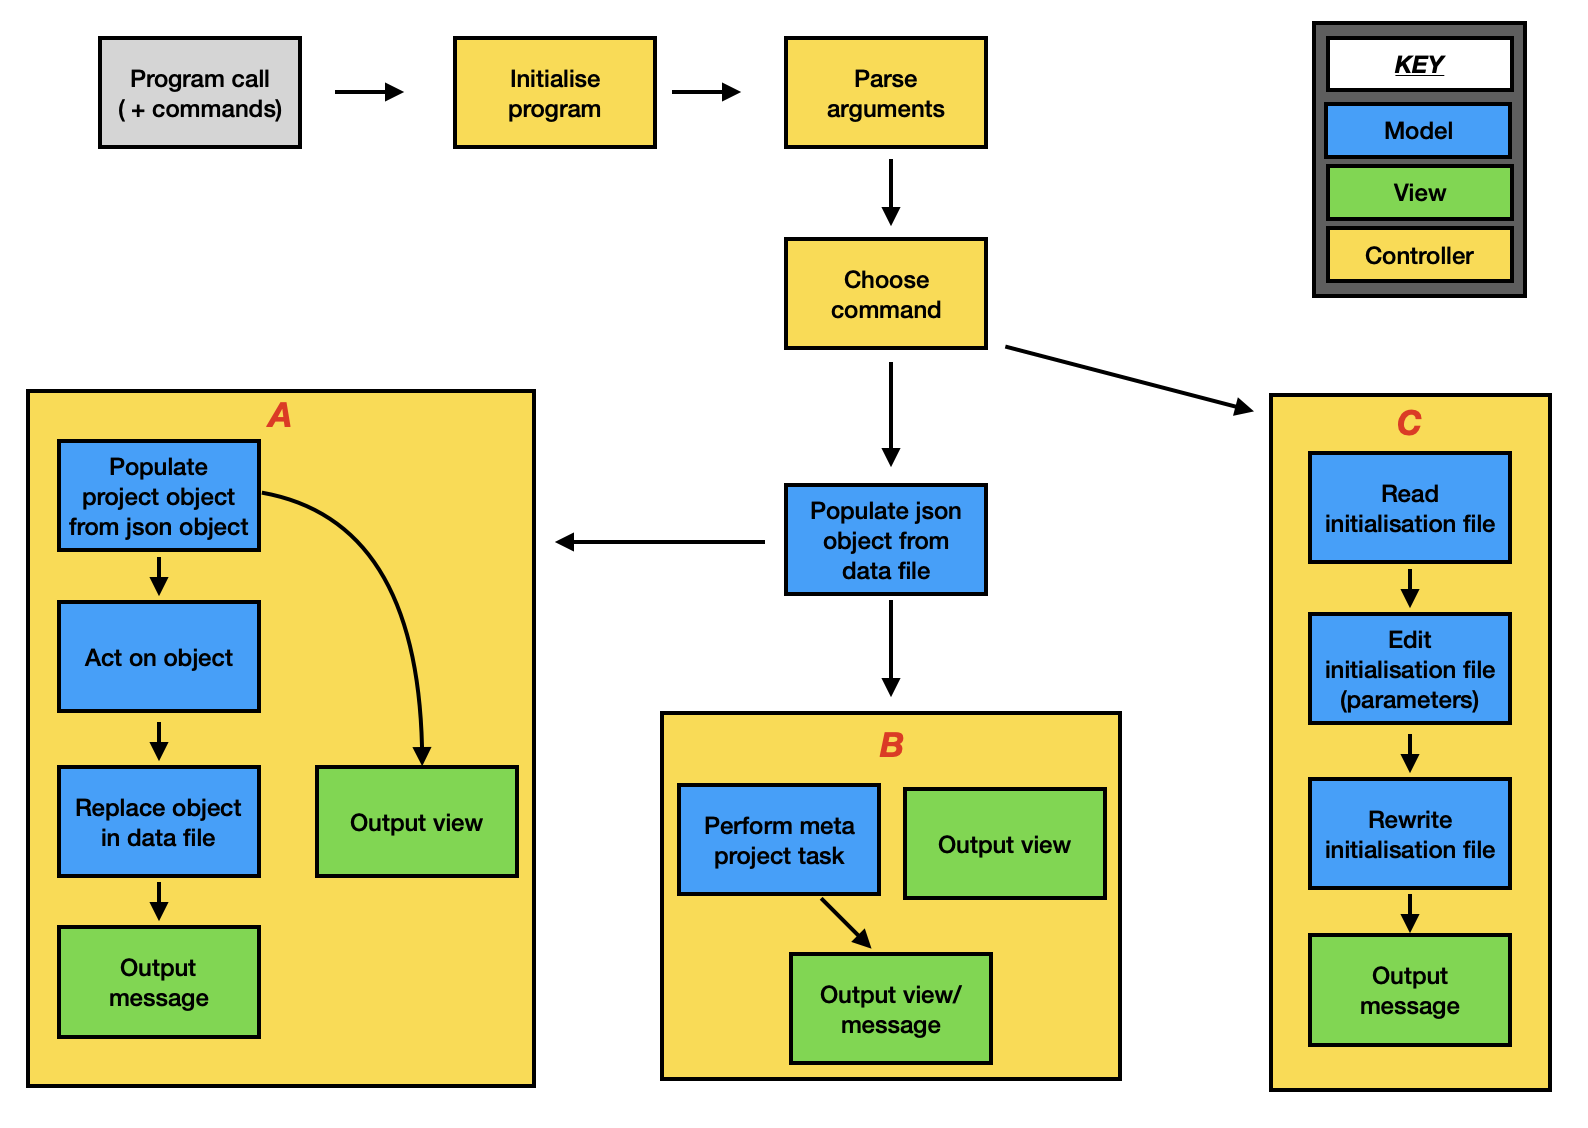 Program call
( + commands)
Initialise
program
Parse
arguments
KEY
Model
View
Controller
Choose
command
A
Populate
project object
from json object
Act on object
Replace object
in data file
Output view
Output
message
Populate json
object from
data file
B
Perform meta
project task
Output view
Output view/
message
C
Read
initialisation file
Edit
initialisation file
(parameters)
Rewrite
initialisation file
Output
message